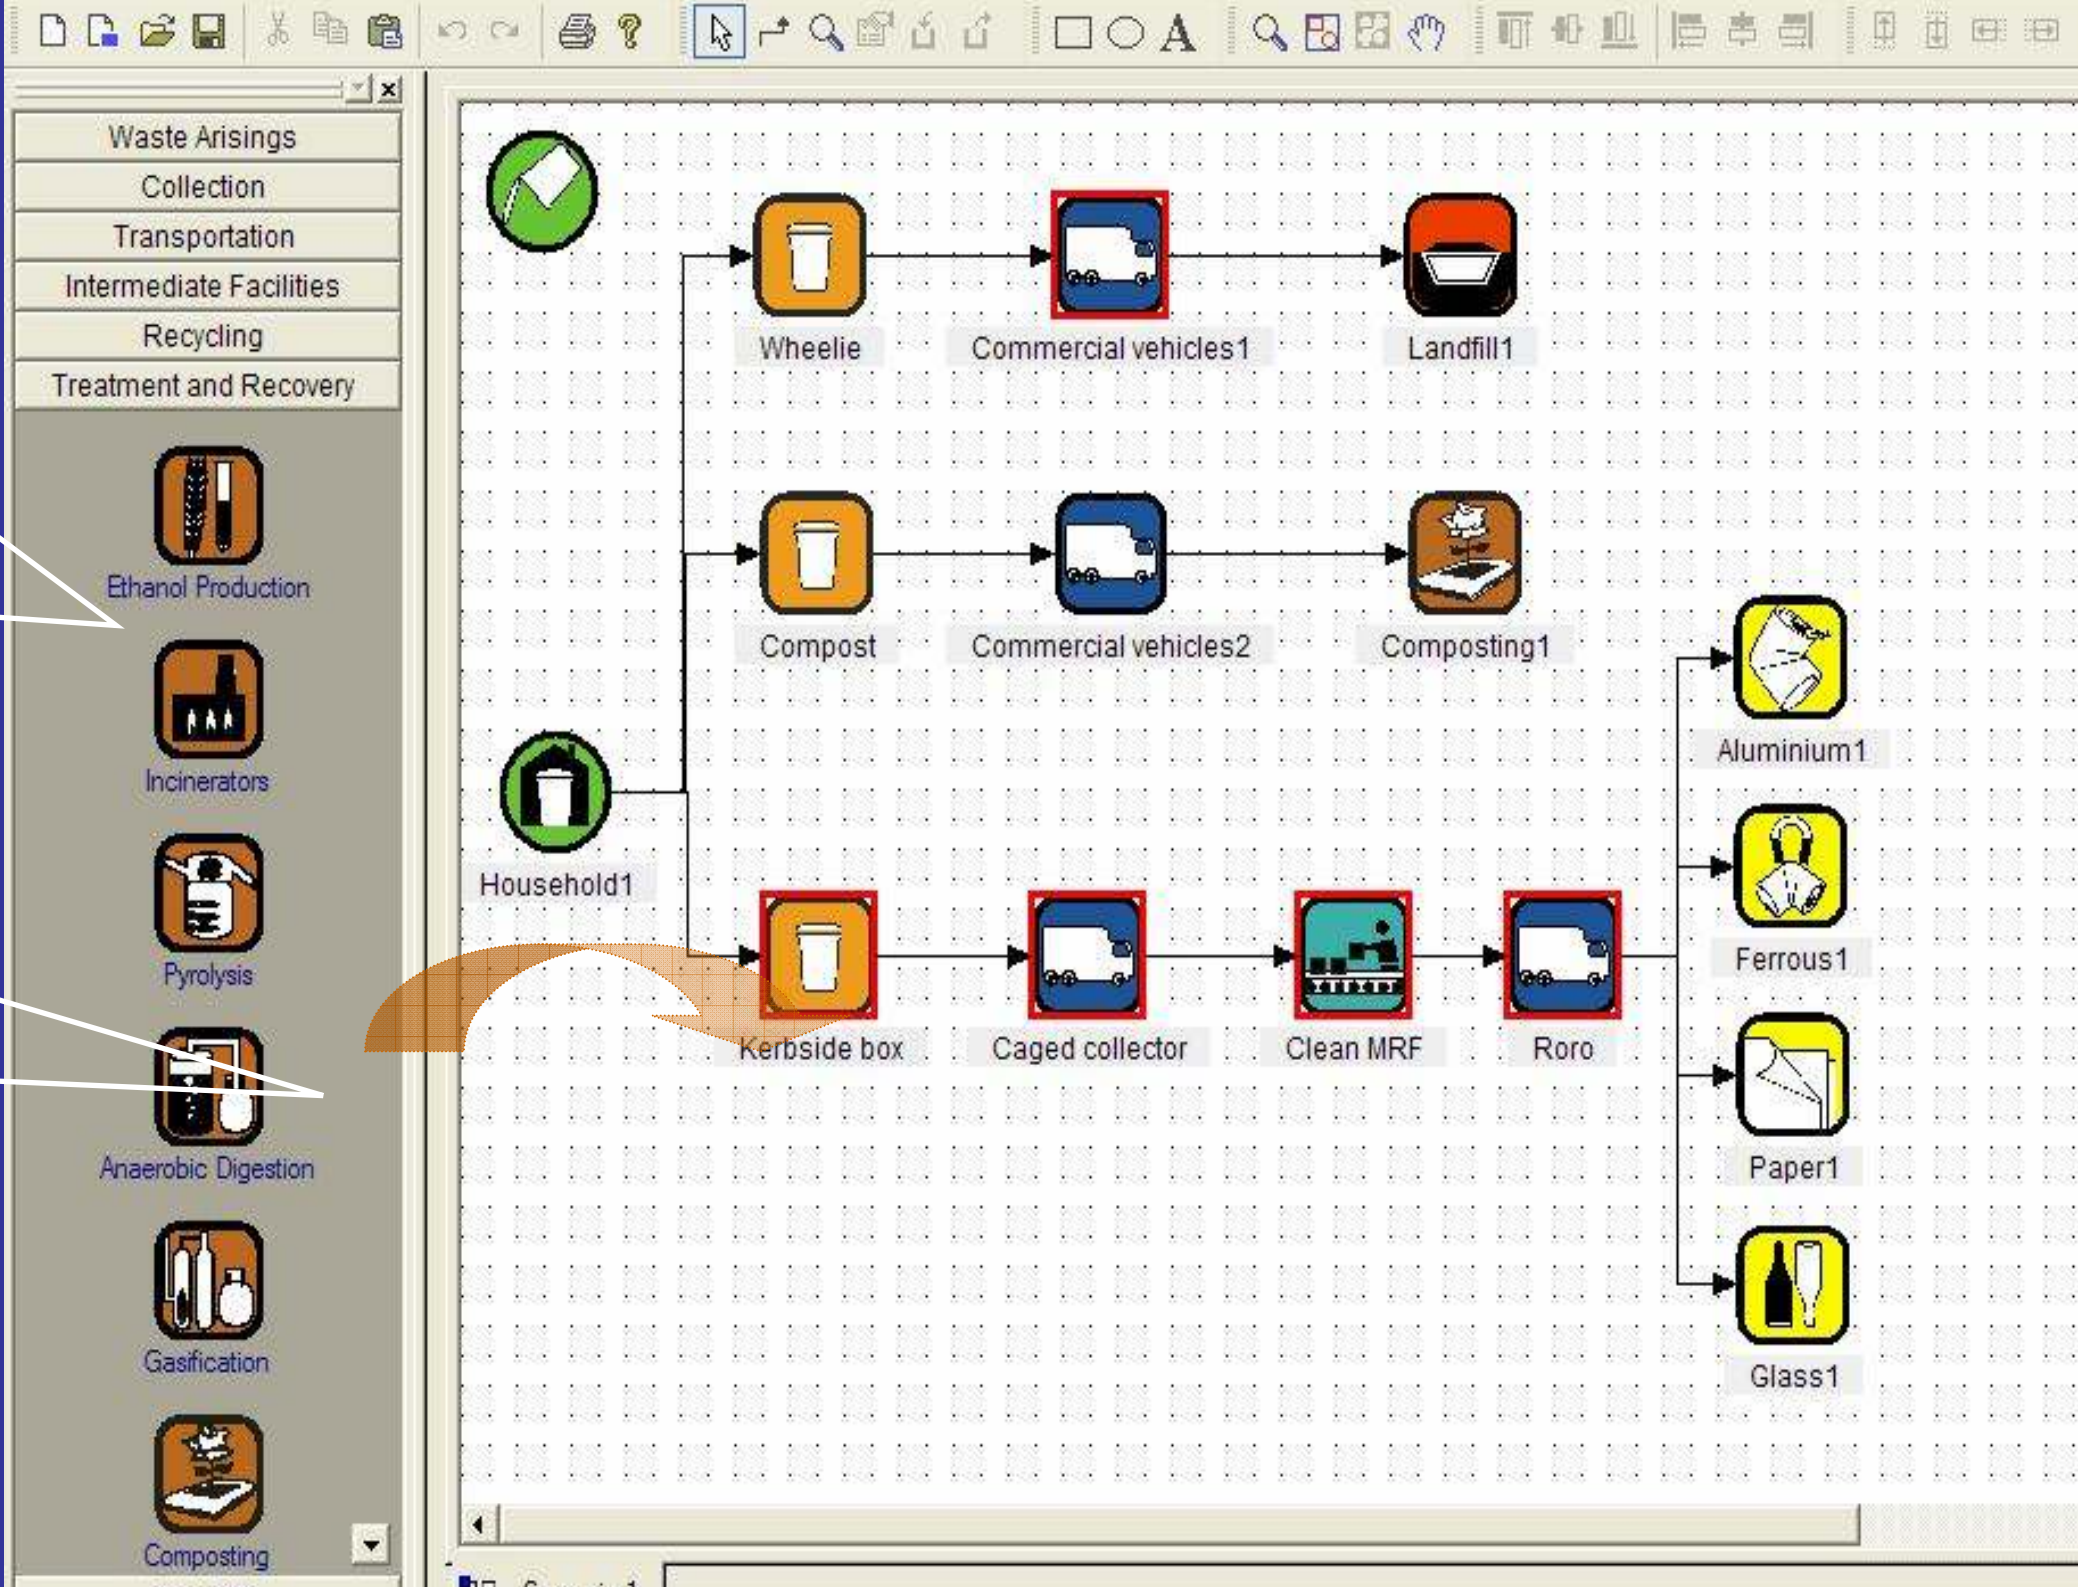 Waste Arisings
Collection
Transportation
Intermediate Facilities
Recycling
Treatment and Recovery
Ethanol Production
Incinerators
Pyrolysis
Anaerobic Digestion
Gasification
Composting
A
Wheelie
Commercial vehicles1
Landfill1
Compost
Commercial vehicles2
Composting1
Aluminium1
Household1
Ferrous1
Kerbside box
Caged collector
Clean MRF
Roro
Paper1
Glass1